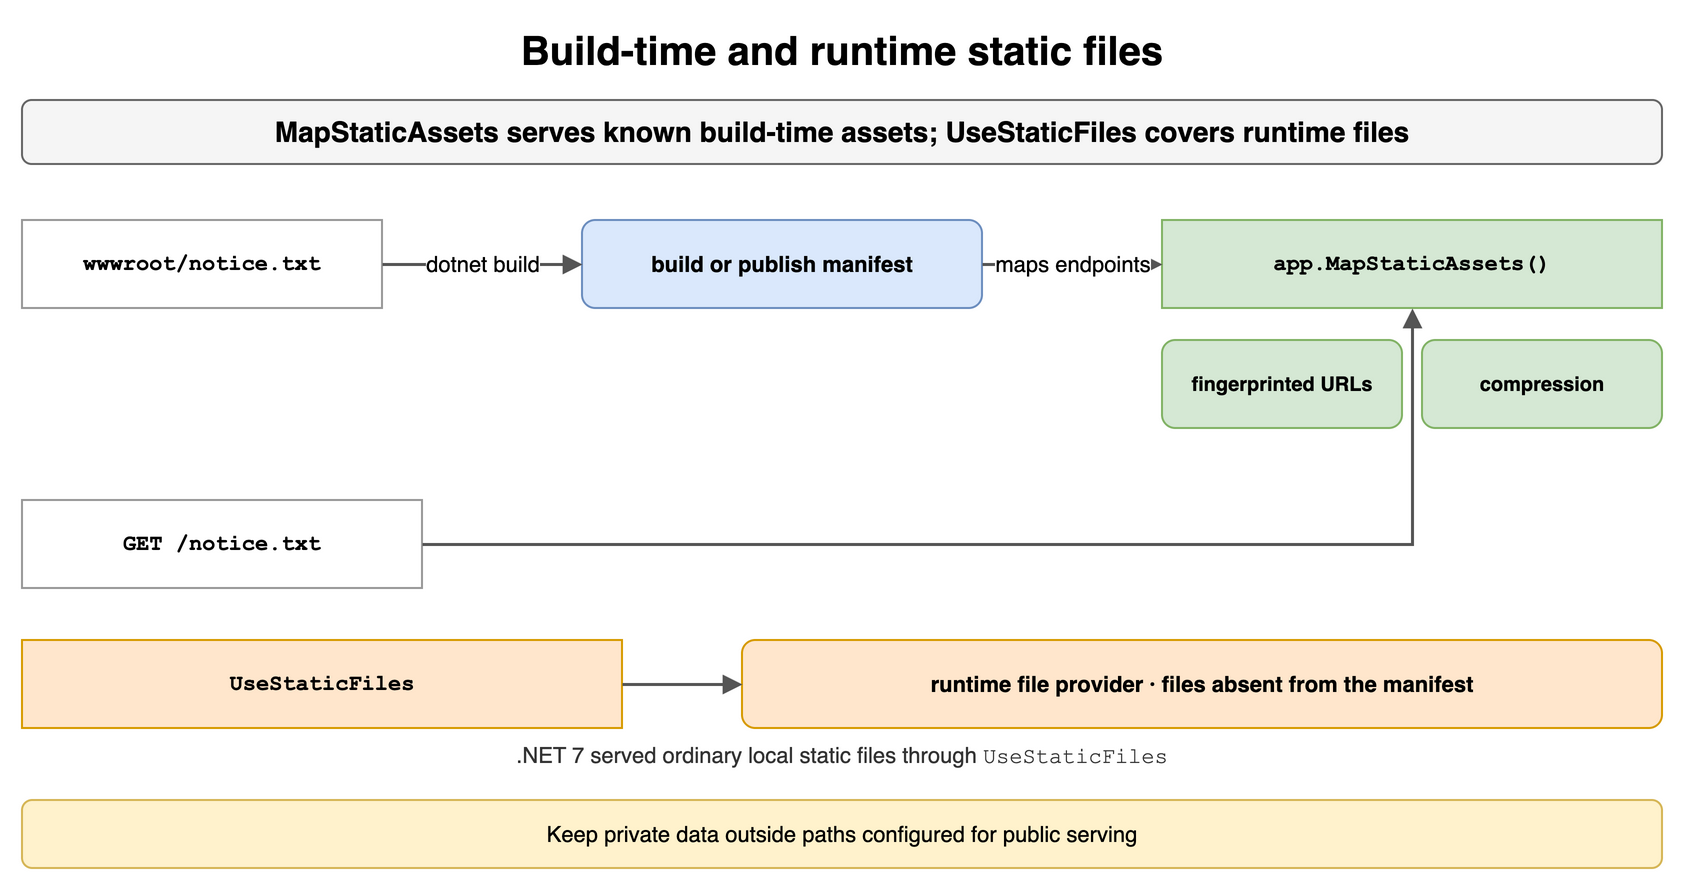 Build-time and runtime static files
MapStaticAssets serves known build-time assets; UseStaticFiles covers runtime files
wwwroot/notice.txt
dotnet build
build or publish manifest
maps endpoints
app.MapStaticAssets()
fingerprinted URLs
compression
GET /notice.txt
UseStaticFiles
runtime file provider · files absent from the manifest
.NET 7 served ordinary local static files through UseStaticFiles
Keep private data outside paths configured for public serving